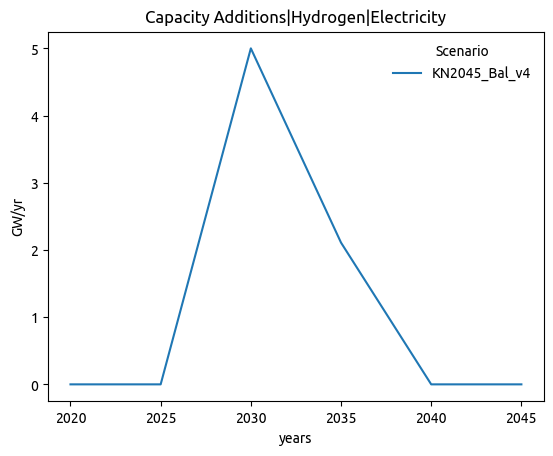 Capacity Additions|Hydrogen|Electricity
Scenario
KN2045_Bal_v4
GW/yr
5
4
3
2
1
0
2020 2025 2030 2035 2040 2045
years